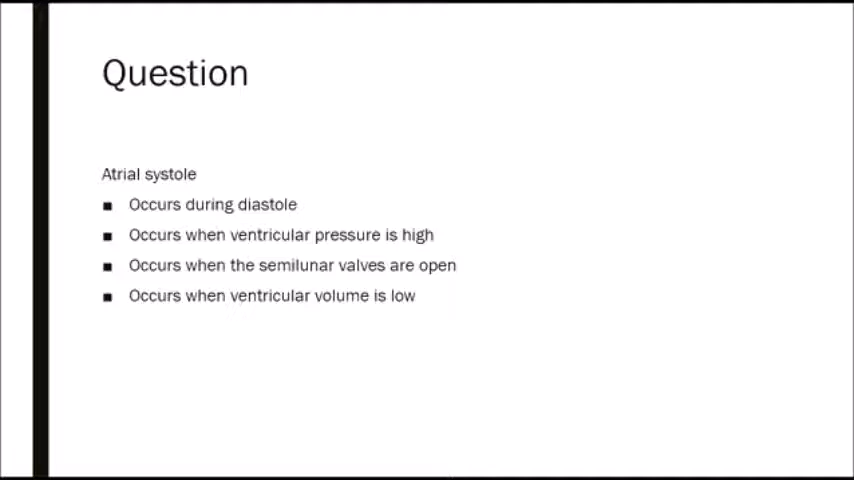 Question
Atrial systole
■ Occurs during diastole
■ Occurs when ventricular pressure is high
■ Occurs when the semilunar valves are open
■ Occurs when ventricular volume is low